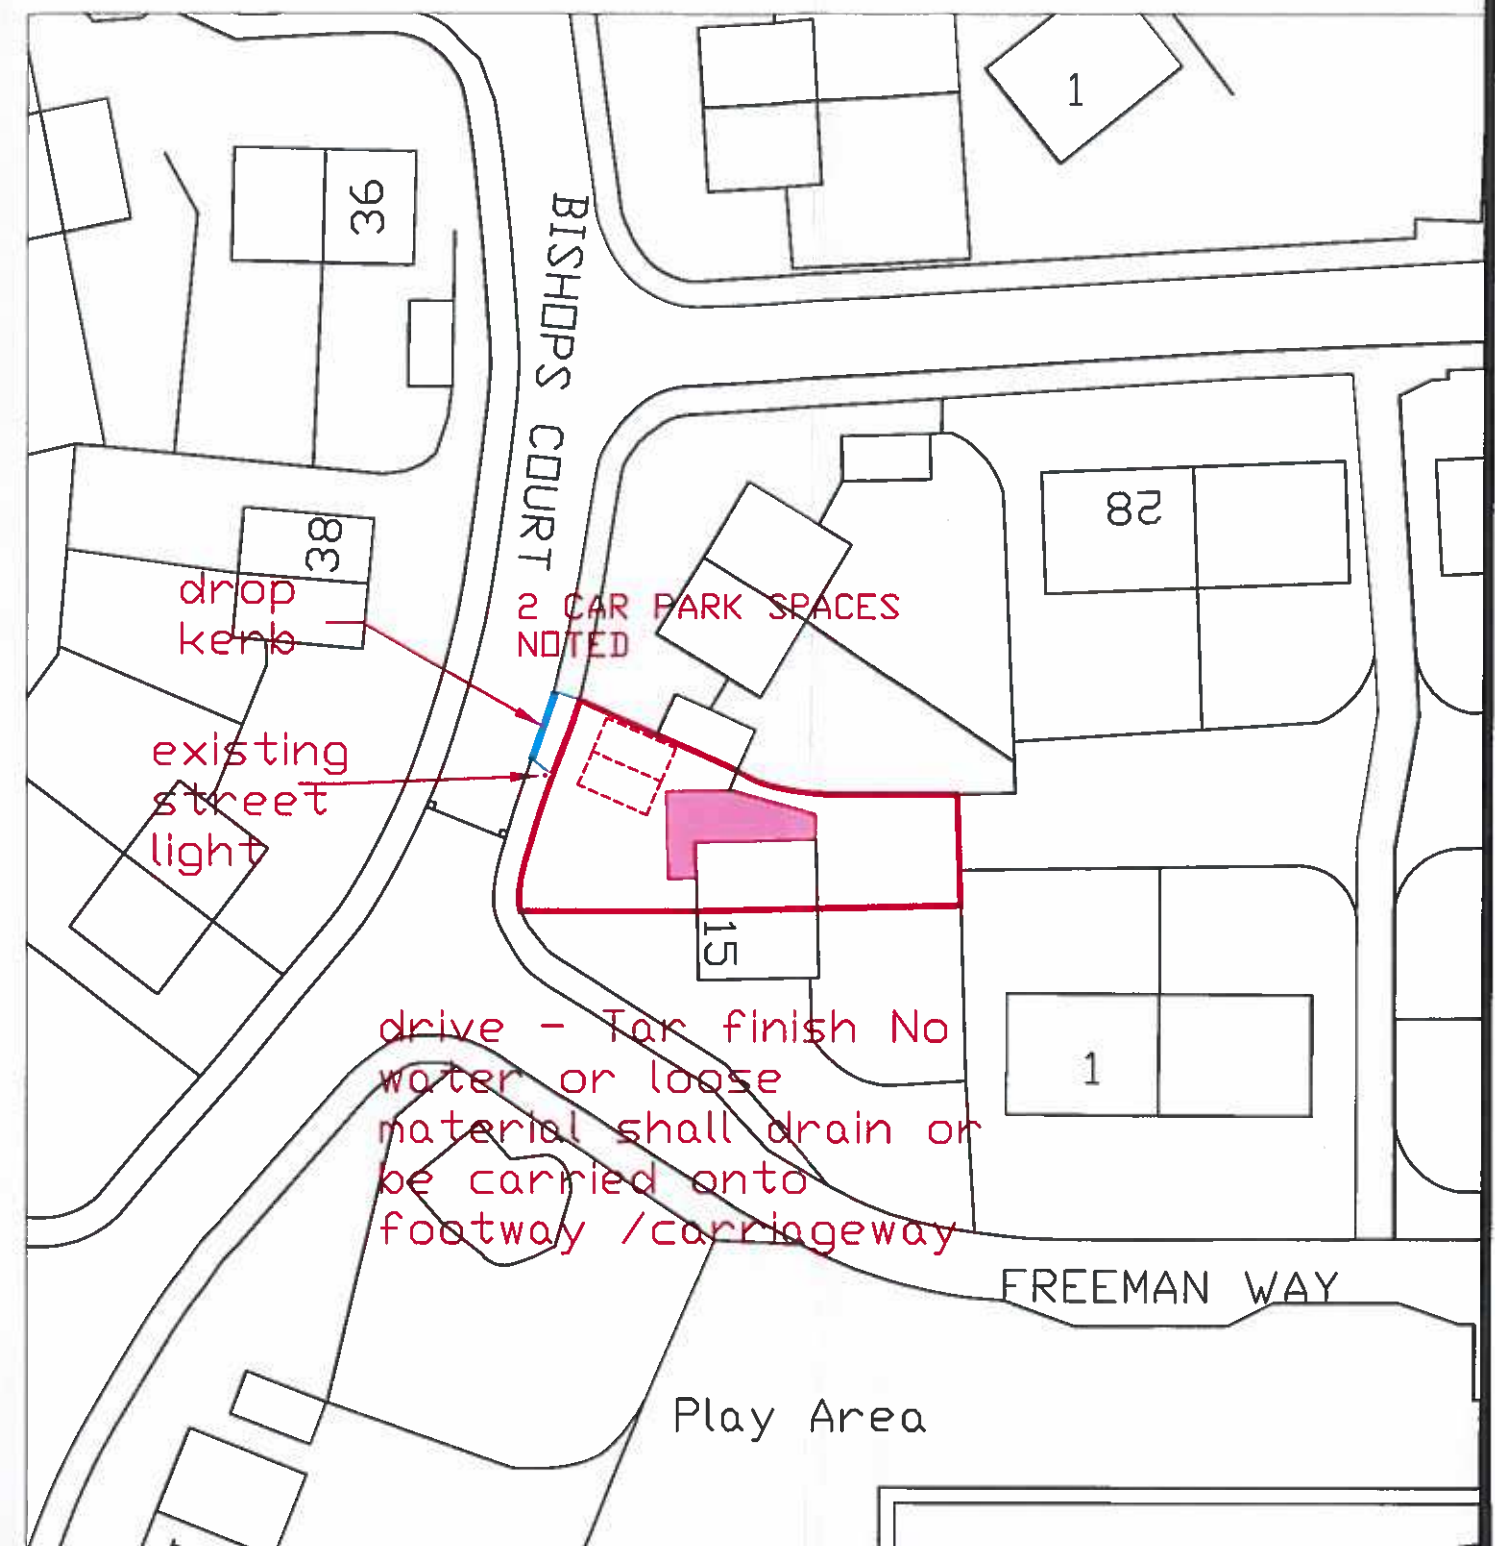 1
36
BISHOPS COURT
28
38
drop
kerb
2 CAR PARK SPACES
NOTED
existing
street
light
15
drive - Tar finish No
water or loose
material shall drain or
be carried onto
footway /carriageway
1
FREEMAN WAY
Play Area